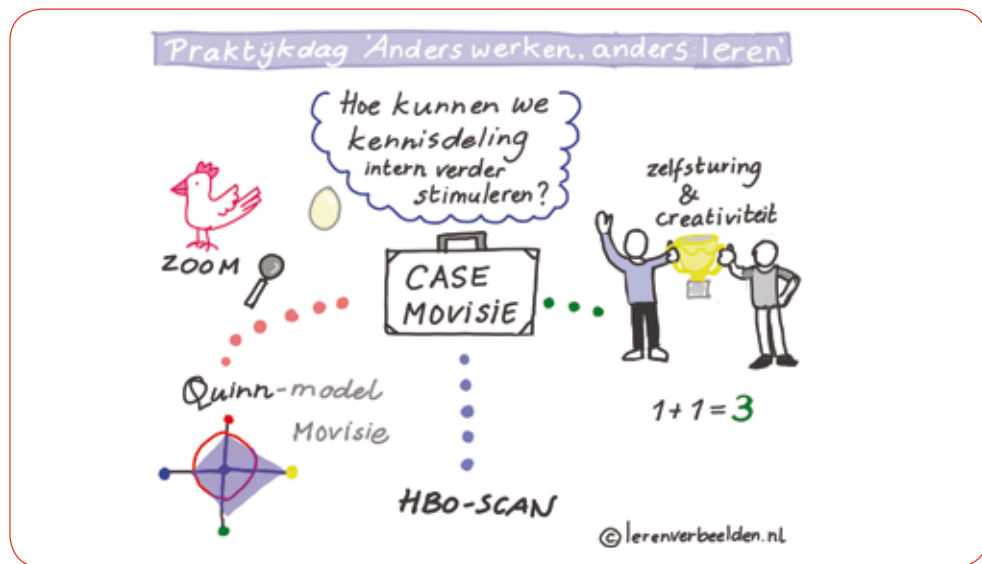 Praktijkdag 'Anders werken, anders leren'
Hoe kunnen we
kennisdeling
intern verder
stimuleren?
zelfsturing
&
creativiteit
ZOOM
CASE
MOVISIE
Quinn-model
Movisie
1+1=3
HBO-SCAN
© lerenverbeelden.nl